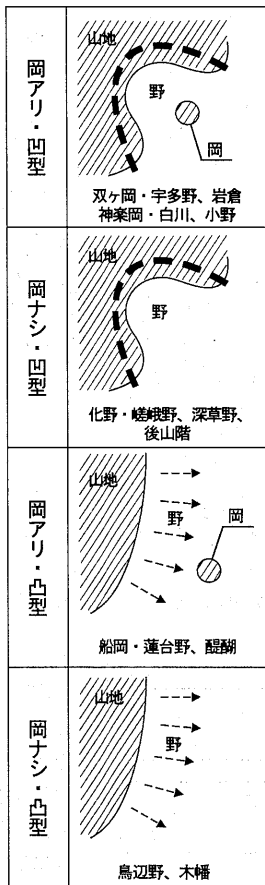 岡アリ・凹型
山地
野
岡
双ヶ岡・宇多野、岩倉
神楽岡・白川、小野
岡ナシ・凹型
山地
野
化野・嵯峨野、深草野、
後山階
岡アリ・凸型
山地
野
岡
船岡・蓮台野、醍醐
岡ナシ・凸型
山地
野
鳥辺野、木幡